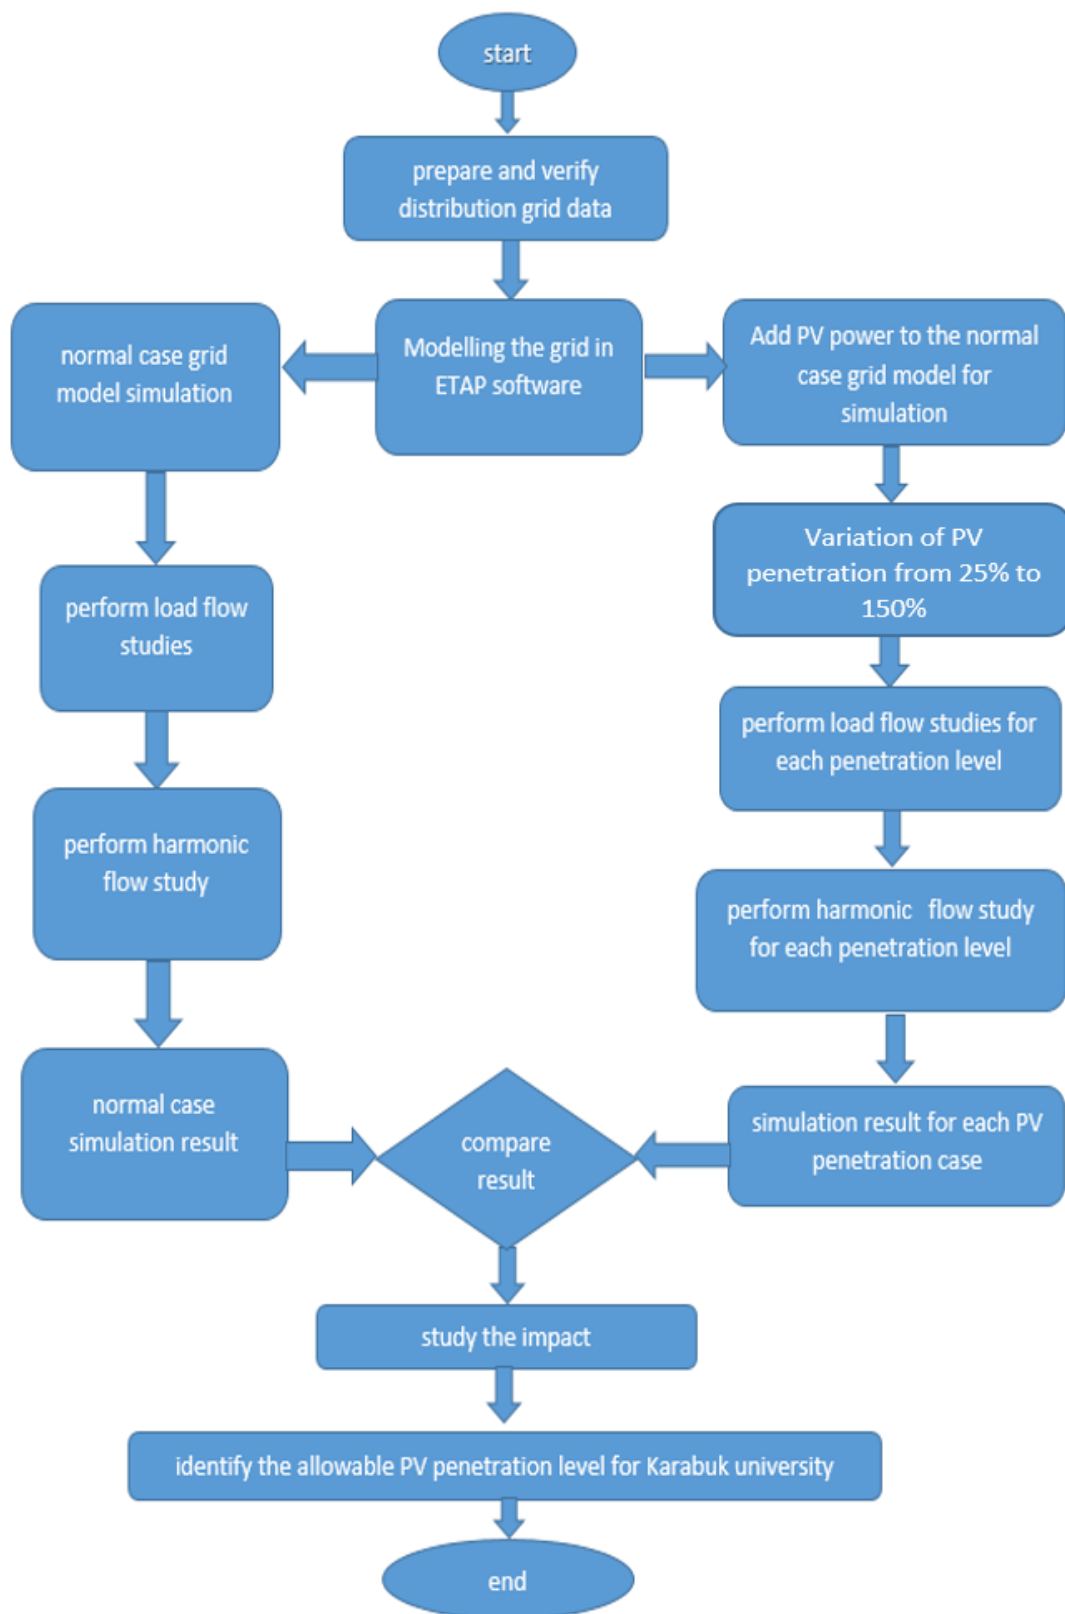 start
prepare and verify
distribution grid data
Modelling the grid in
ETAP software
normal case grid
model simulation
perform load flow
studies
perform harmonic
flow study
normal case
simulation result
Add PV power to the normal
case grid model for
simulation
Variation of PV
penetration from 25% to
150%
perform load flow studies for
each penetration level
perform harmonic flow study
for each penetration level
simulation result for each PV
penetration case
compare
result
study the impact
identify the allowable PV penetration level for Karabuk university
end